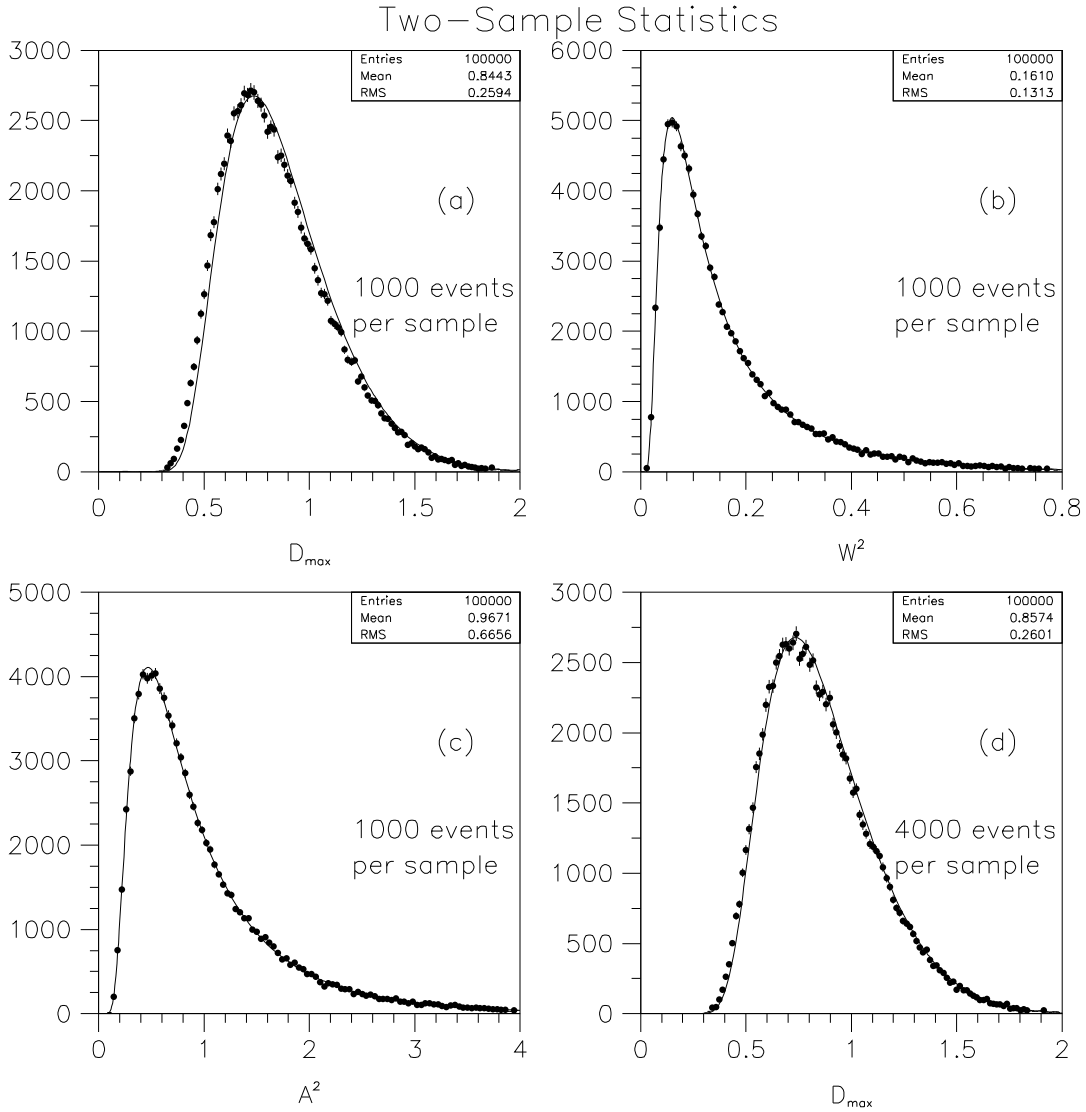 Two-Sample Statistics
3000
2500
2000
1500
1000
500
0
Entries 100000
Mean 0.8443
RMS 0.2594
(a)
1000 events
per sample
0 0.5 1 1.5 2
Dmax
6000
5000
4000
3000
2000
1000
0
Entries 100000
Mean 0.1610
RMS 0.1313
(b)
1000 events
per sample
0 0.2 0.4 0.6 0.8
W²
5000
4000
3000
2000
1000
0
Entries 100000
Mean 0.9671
RMS 0.6656
(c)
1000 events
per sample
0 1 2 3 4
A²
3000
2500
2000
1500
1000
500
0
Entries 100000
Mean 0.8574
RMS 0.2601
(d)
4000 events
per sample
0 0.5 1 1.5 2
Dmax